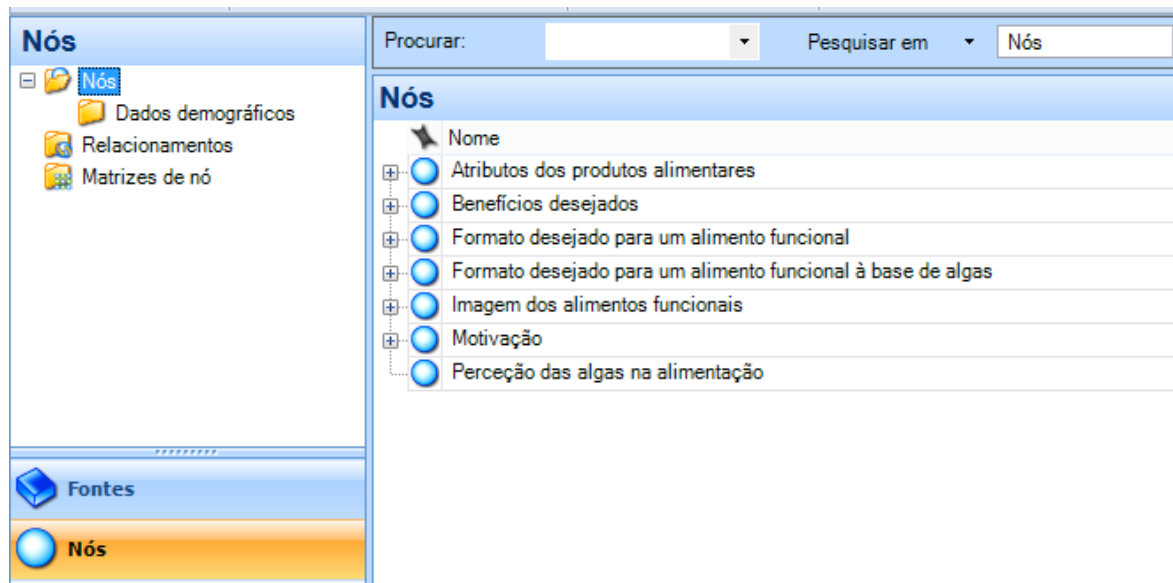 Nós
Nós
Dados demográficos
Relacionamentos
Matrizes de nó
Fontes
Nós
Procurar:
Pesquisar em
Nós
Nós
Nome
Atributos dos produtos alimentares
Benefícios desejados
Formato desejado para um alimento funcional
Formato desejado para um alimento funcional à base de algas
Imagem dos alimentos funcionais
Motivação
Perceção das algas na alimentação